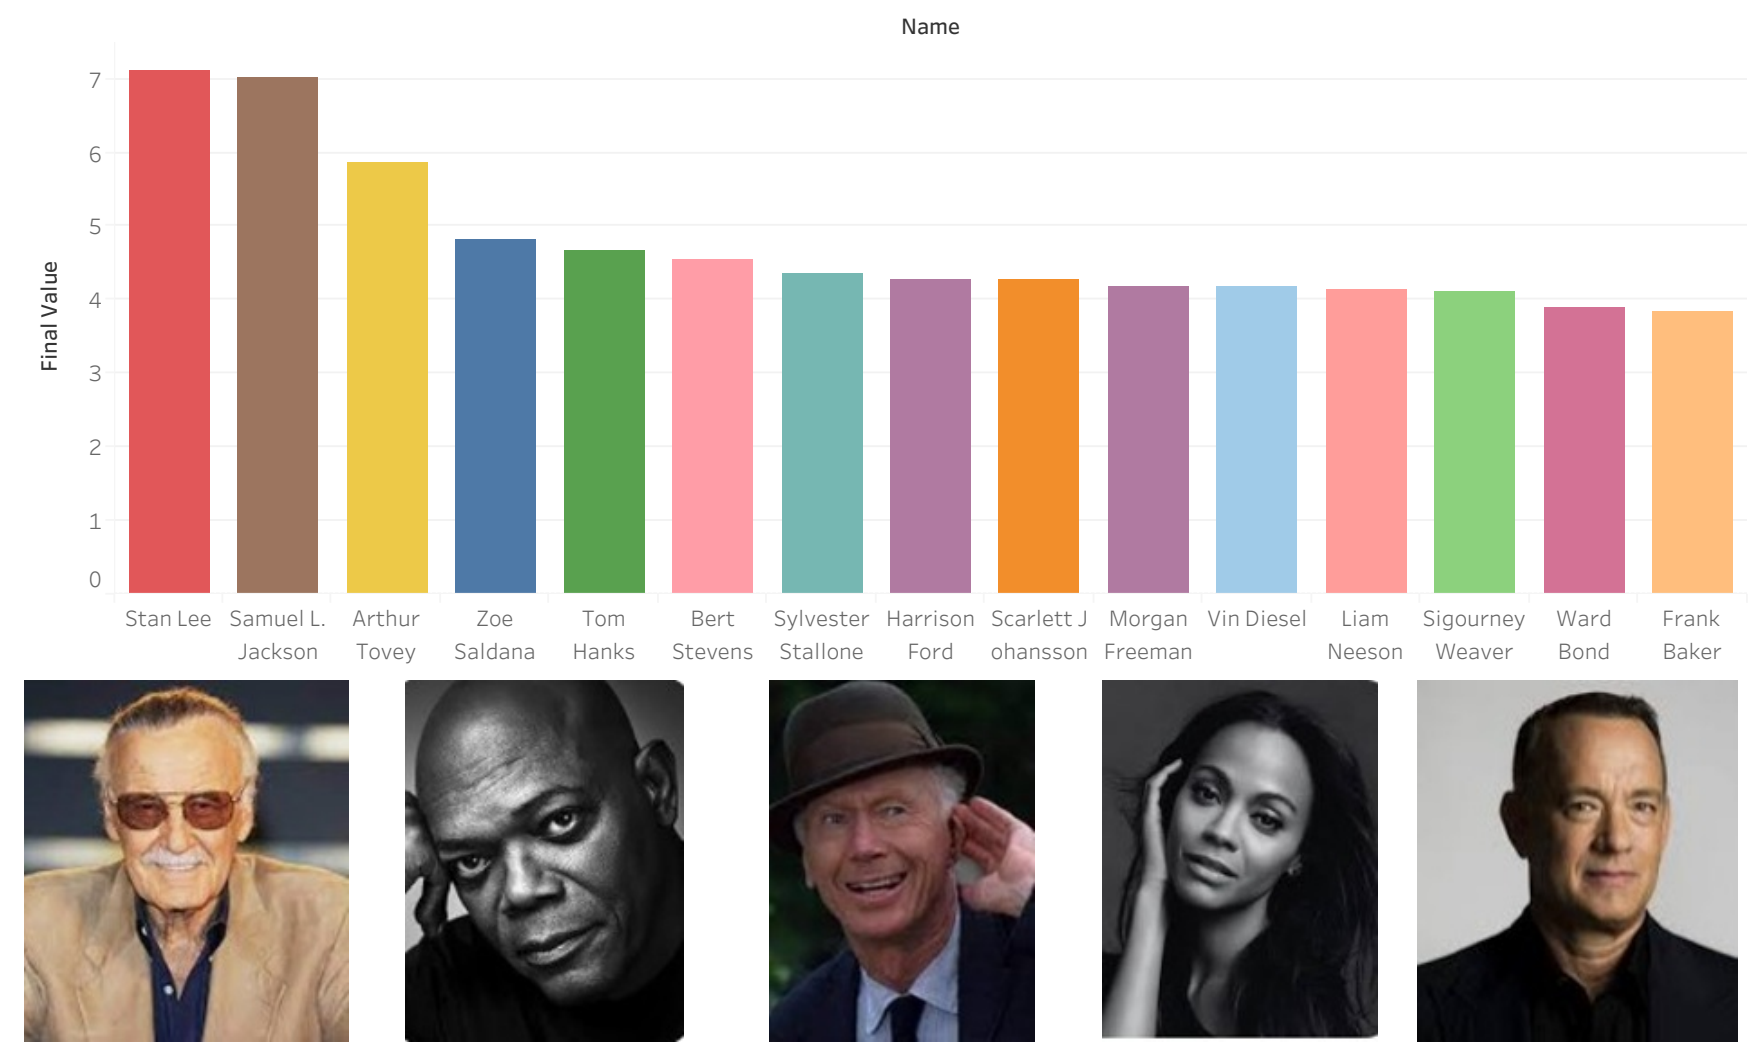 Name
Final Value
7
6
5
4
3
2
1
0
Stan Lee
Samuel L.
Jackson
Arthur
Tovey
Zoe
Saldana
Tom
Hanks
Bert
Stevens
Sylvester
Stallone
Harrison
Ford
Scarlett J
ohansson
Morgan
Freeman
Vin Diesel
Liam
Neeson
Sigourney
Weaver
Ward
Bond
Frank
Baker